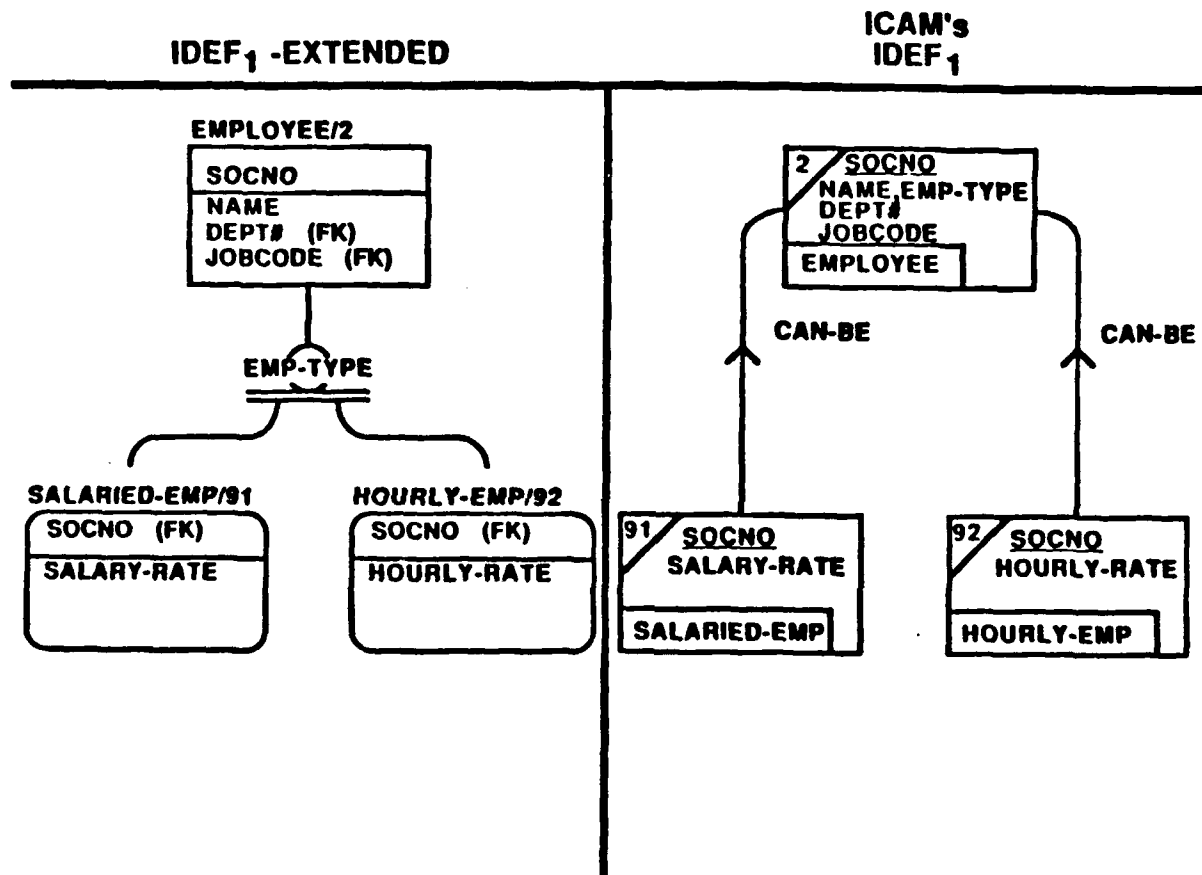 IDEF1 -EXTENDED
EMPLOYEE/2
SOCNO
NAME
DEPT# (FK)
JOBCODE (FK)
EMP-TYPE
SALARIED-EMP/91
SOCNO (FK)
SALARY-RATE
HOURLY-EMP/92
SOCNO (FK)
HOURLY-RATE
ICAM's
IDEF1
2 SOCNO
NAME,EMP-TYPE
DEPT#
JOBCODE
EMPLOYEE
CAN-BE
CAN-BE
91 SOCNO
SALARY-RATE
SALARIED-EMP
92 SOCNO
HOURLY-RATE
HOURLY-EMP